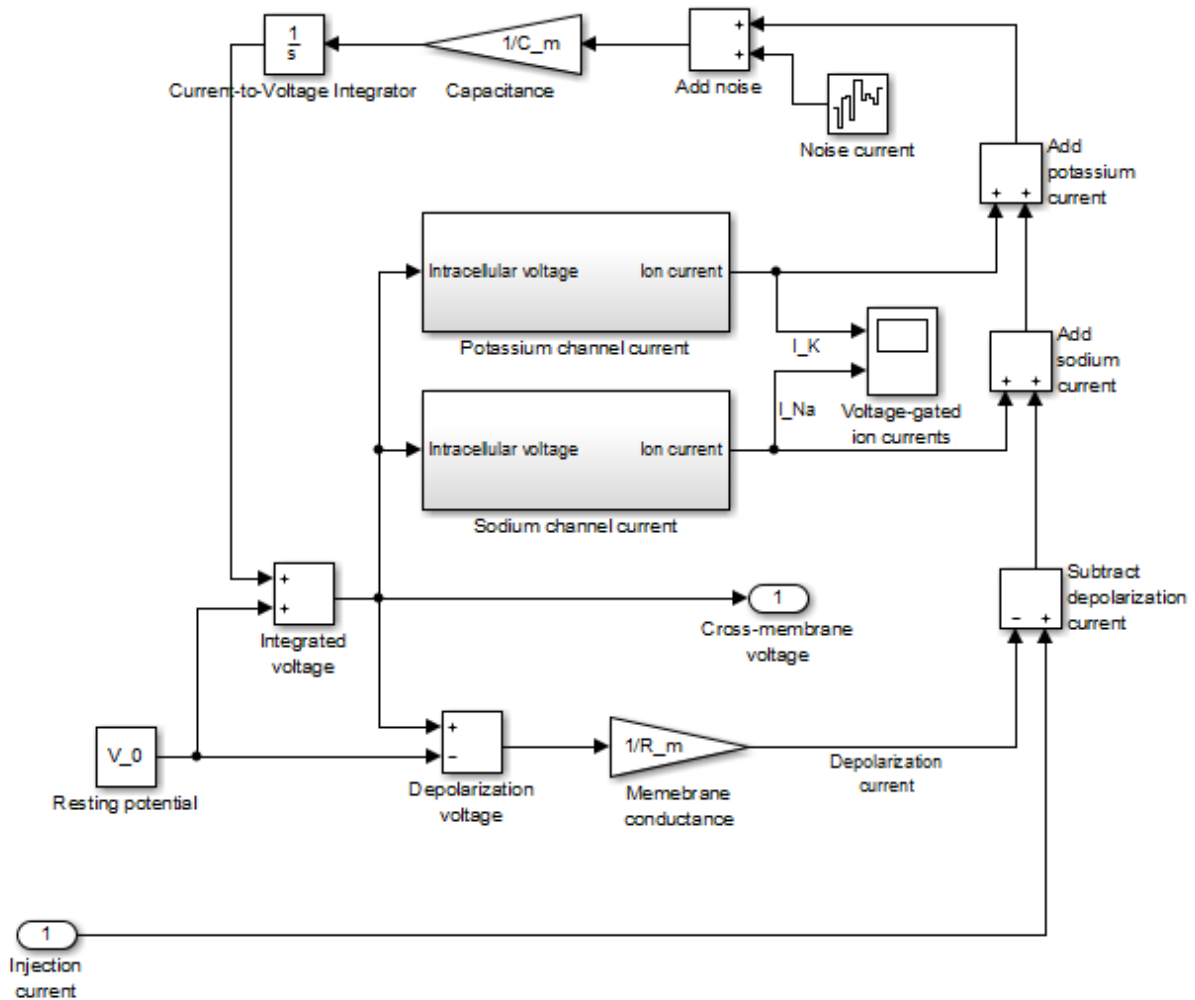 1
s
Current-to-Voltage Integrator
1/C_m
Capacitance
+
+
Add noise
Noise current
Add
potassium
current
+ +
Intracellular voltage
Ion current
Potassium channel current
I_K
Add
sodium
current
+ +
Voltage-gated
ion currents
I_Na
Intracellular voltage
Ion current
Sodium channel current
+
+
Integrated
voltage
1
Cross-membrane
voltage
Subtract
depolarization
current
− +
V_0
Resting potential
+
−
Depolarization
voltage
1/R_m
Memebrane
conductance
Depolarization
current
1
Injection
current